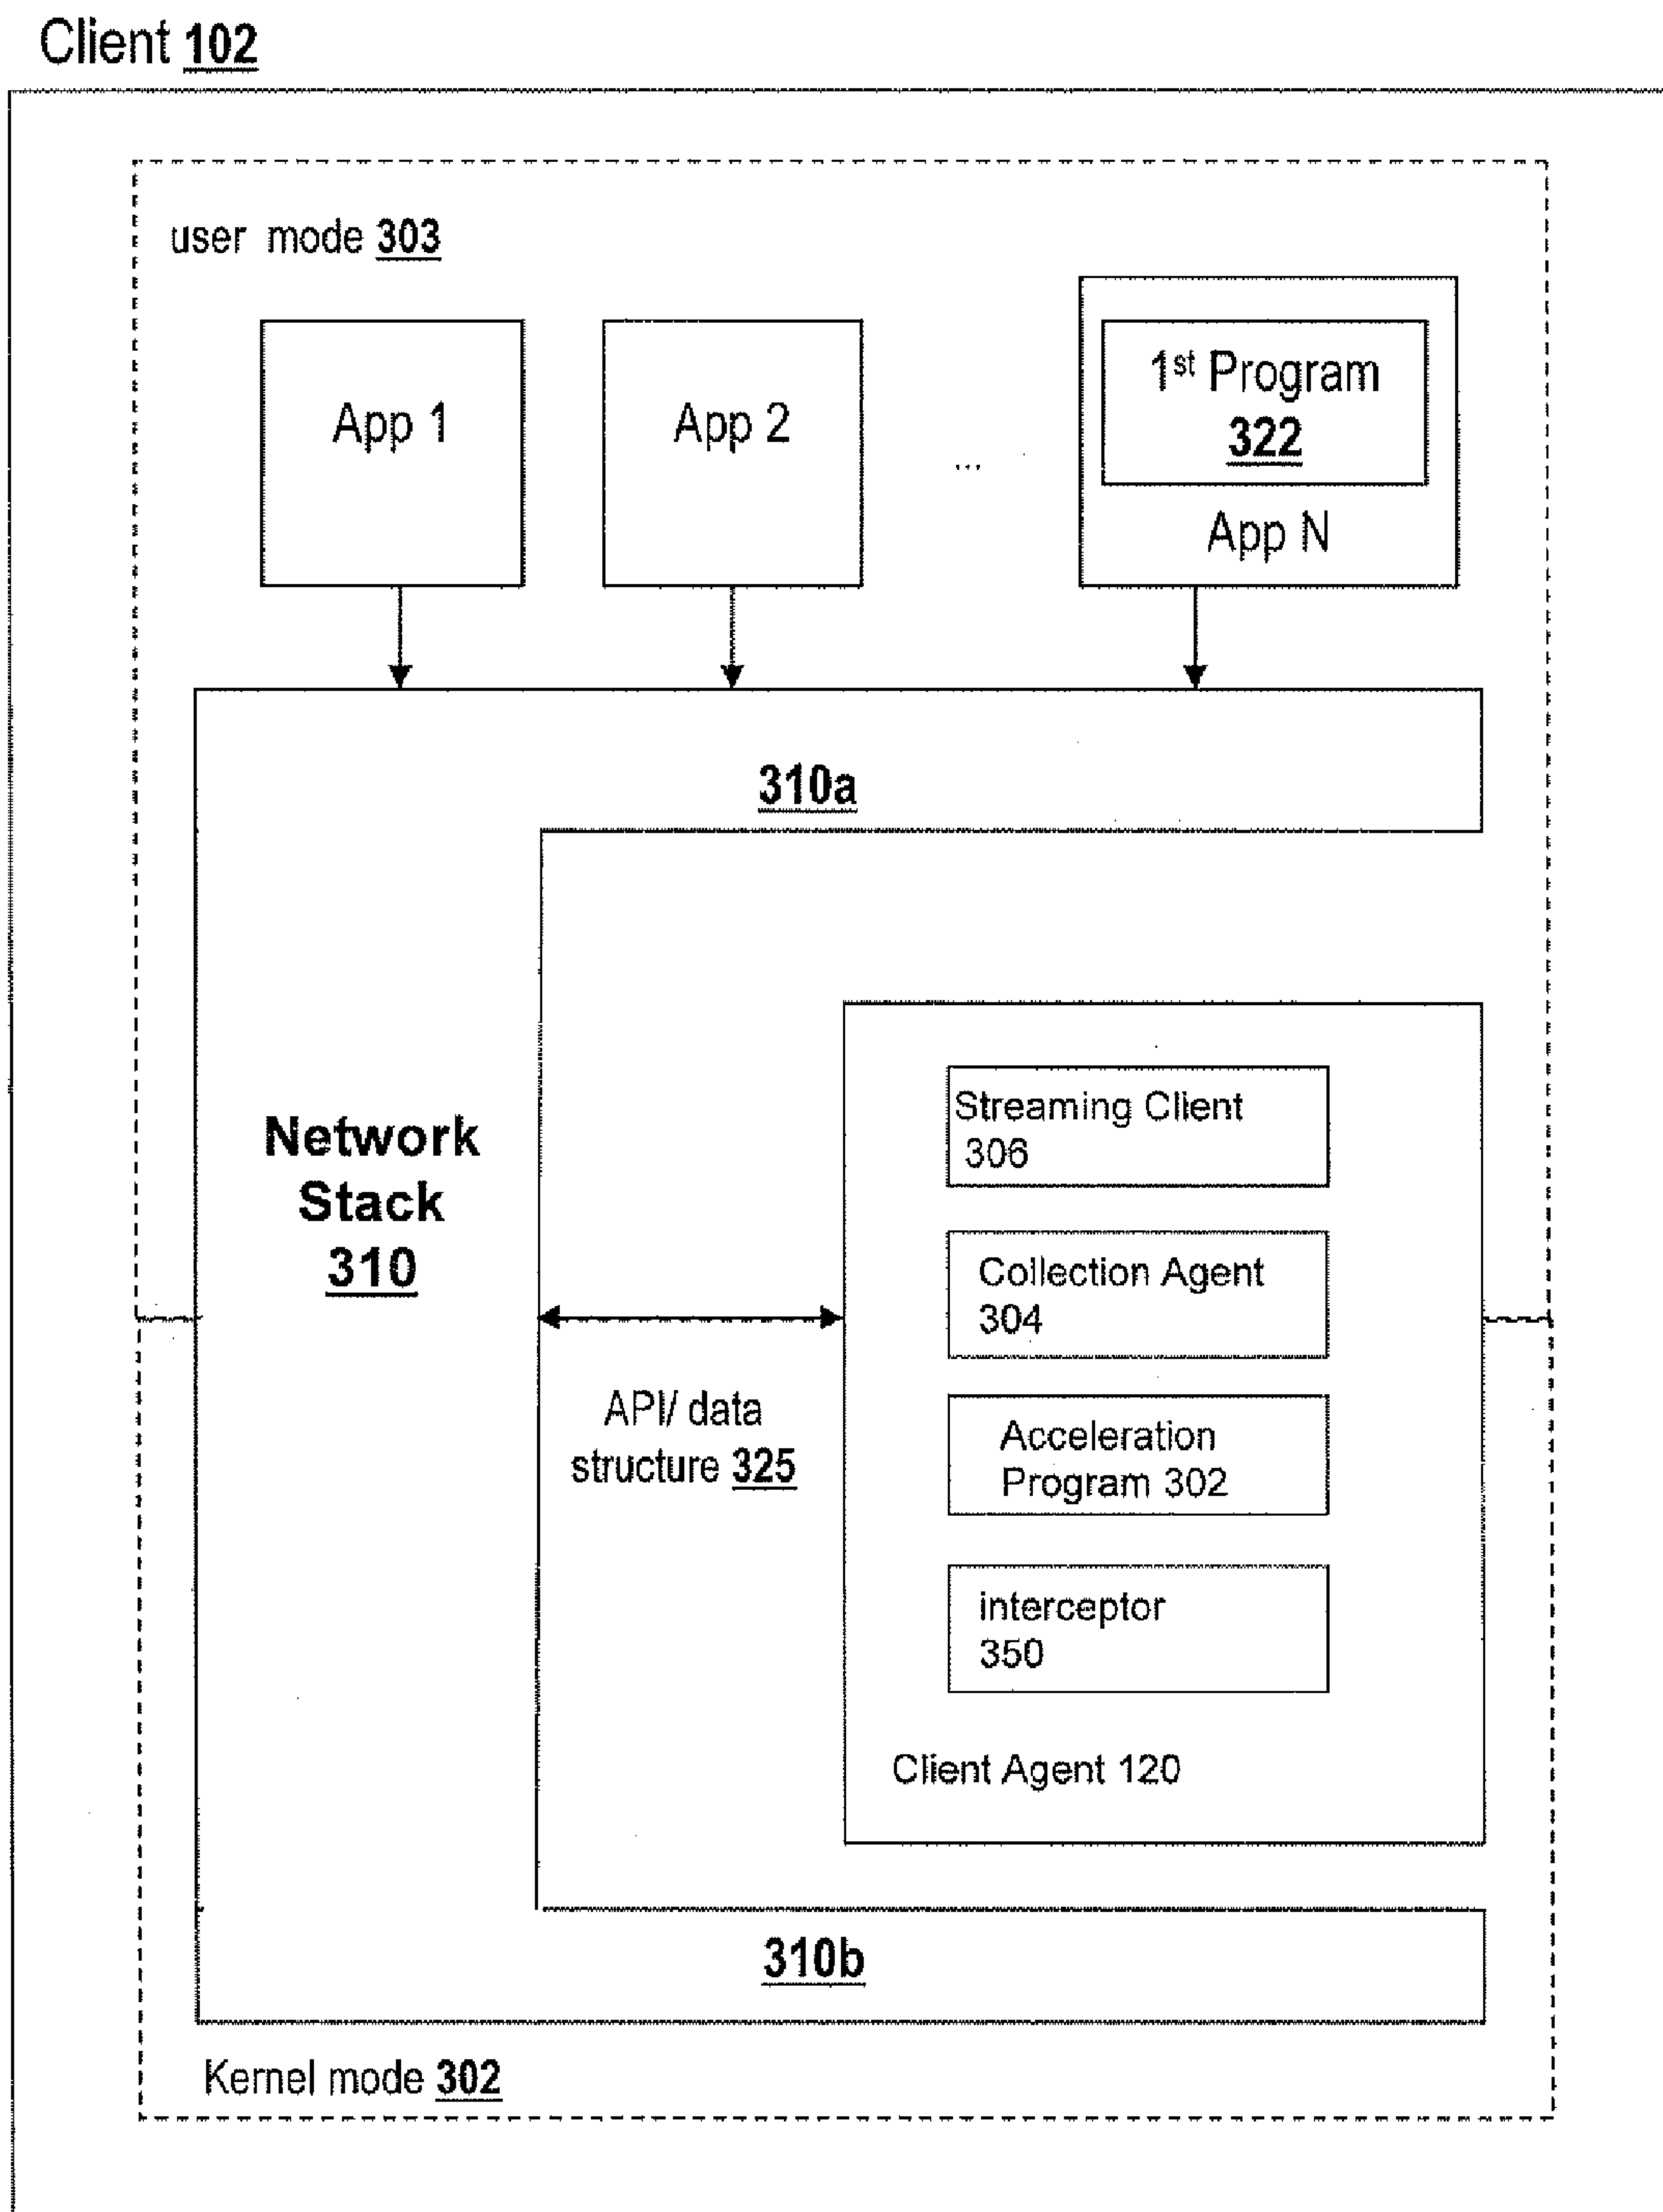 Client 102
user mode 303
App 1
App 2
...
1st Program
322
App N
310a
Network
Stack
310
Streaming Client
306
Collection Agent
304
API/ data
structure 325
Acceleration
Program 302
interceptor
350
Client Agent 120
310b
Kernel mode 302